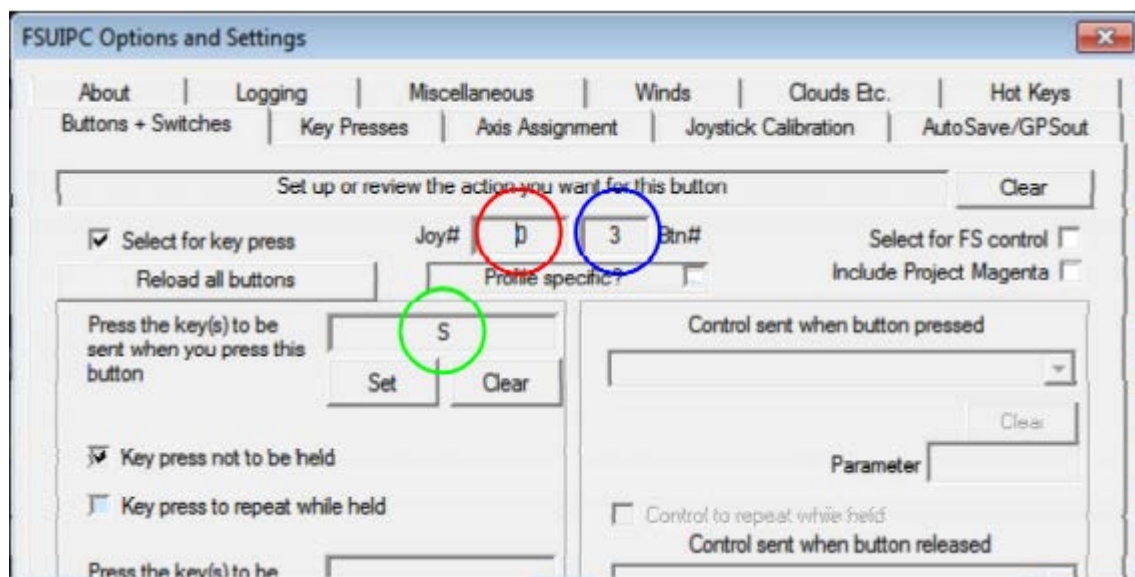 FSUIPC Options and Settings
About Logging Miscellaneous Winds Clouds Etc. Hot Keys
Buttons + Switches Key Presses Axis Assignment Joystick Calibration AutoSave/GPSout
Set up or review the action you want for this button Clear
Select for key press Joy# 0 3 Btn# Select for FS control
Reload all buttons Profile specific? Include Project Magenta
Press the key(s) to be
sent when you press this
button
S
Set Clear
Key press not to be held
Key press to repeat while held
Press the key(s) to be
Control sent when button pressed
Clear
Parameter
Control to repeat while held
Control sent when button released